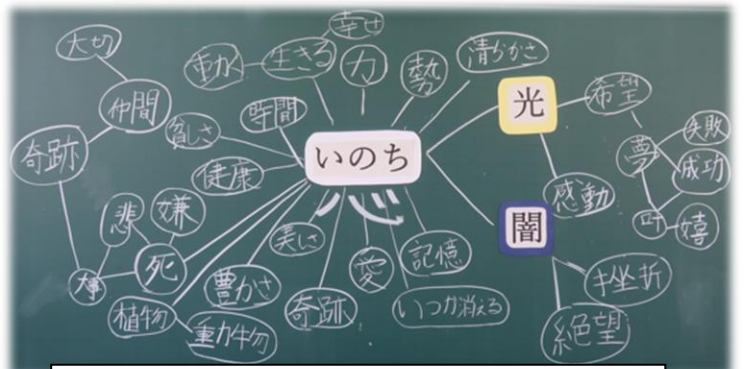 幸せ
大切
動く
生きる
力
勢
清らかさ
光
希望
仲間
時間
貧しさ
失敗
奇跡
いのち
夢
成功
健康
感動
悲
嫌
心
闇
嬉
死
美しさ
愛
記憶
豊かさ
挫折
植物
動物
奇跡
いつか消える
絶望